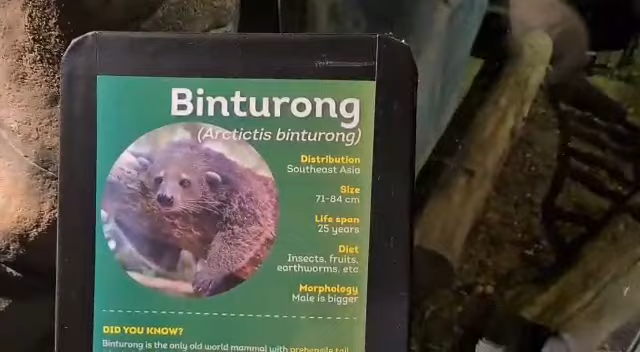 Binturong
(Arctictis binturong)
Distribution
Southeast Asia
Size
71-84 cm
Life span
25 years
Diet
Insects, fruits,
earthworms, etc
Morphology
Male is bigger
DID YOU KNOW?
Binturong is the only old world mammal with prehensile tail